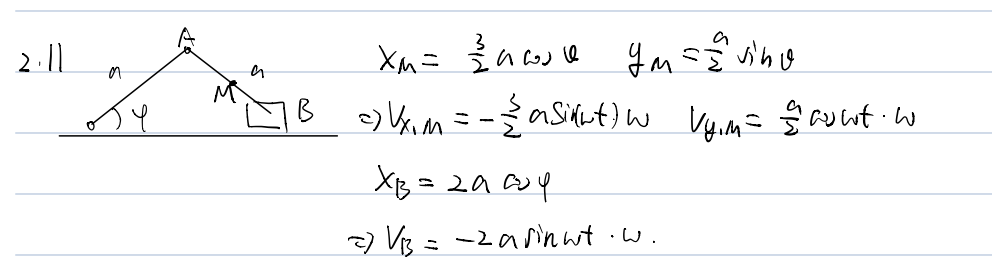 2.11 A a a M B φ x_M = 3/2 a cos φ y_M = a/2 sin φ
⇒ V_{x,M} = -3/2 a sin(ωt) ω V_{y,M} = a/2 cos ωt · ω
x_B = 2a cos φ
⇒ V_B = -2a sin ωt · ω.